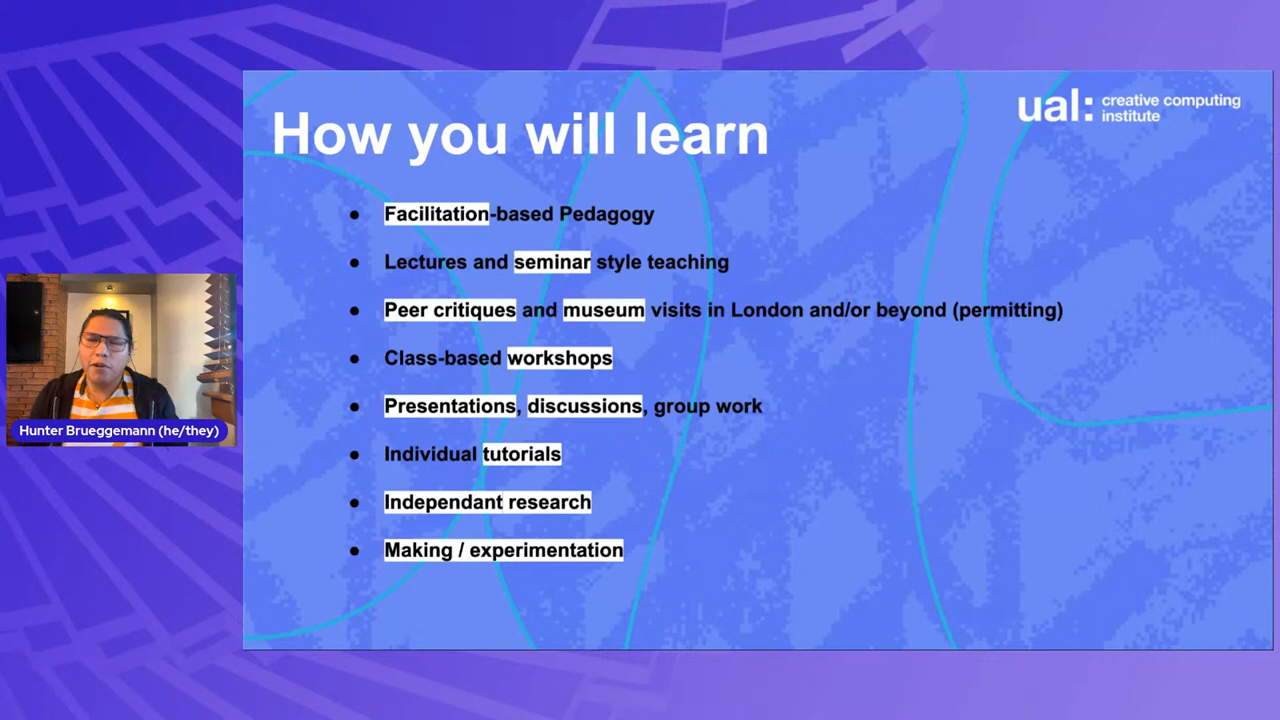 ual: creative computing
institute
How you will learn
● Facilitation-based Pedagogy
● Lectures and seminar style teaching
● Peer critiques and museum visits in London and/or beyond (permitting)
● Class-based workshops
● Presentations, discussions, group work
● Individual tutorials
● Independant research
● Making / experimentation
Hunter Brueggemann (he/they)